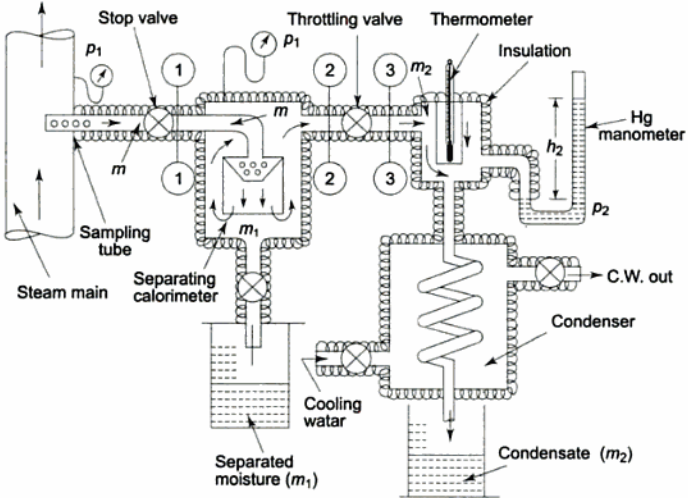 Stop valve
Throttling valve
Thermometer
p1
p1
1
2
3
m2
Insulation
m
m
h2
Hg
manometer
1
2
3
p2
Sampling
tube
m1
Steam main
Separating
calorimeter
C.W. out
Condenser
Cooling
watar
Separated
moisture (m1)
Condensate (m2)